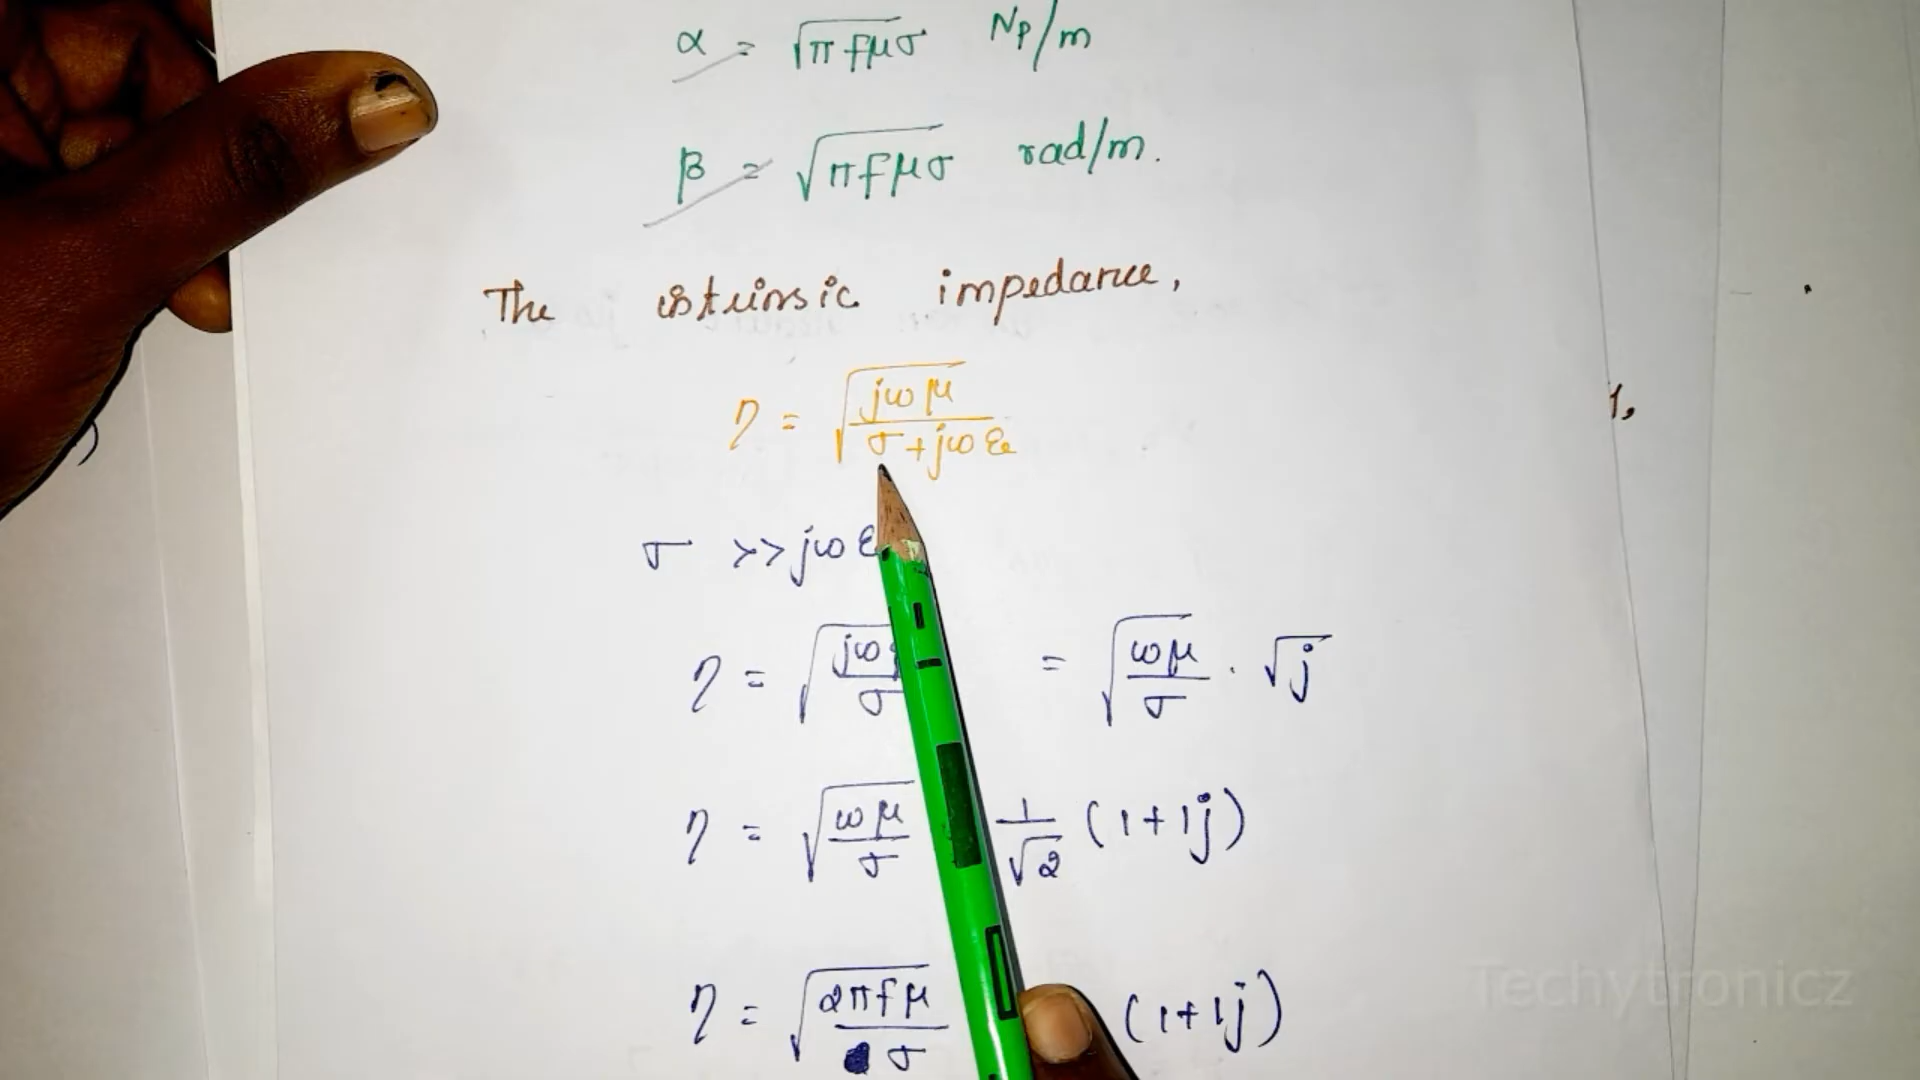 α = √πfμσ Np/m
β = √πfμσ rad/m.
The impedance,
η = √(jωμ / σ+jωε)
σ >> jωε
η = √(jω / σ) = √(ωμ / σ) . √j
η = √(ωμ / σ) 1/√2 (1+1j)
η = √(2πfμ / σ) (1+1j)
Techytronicz